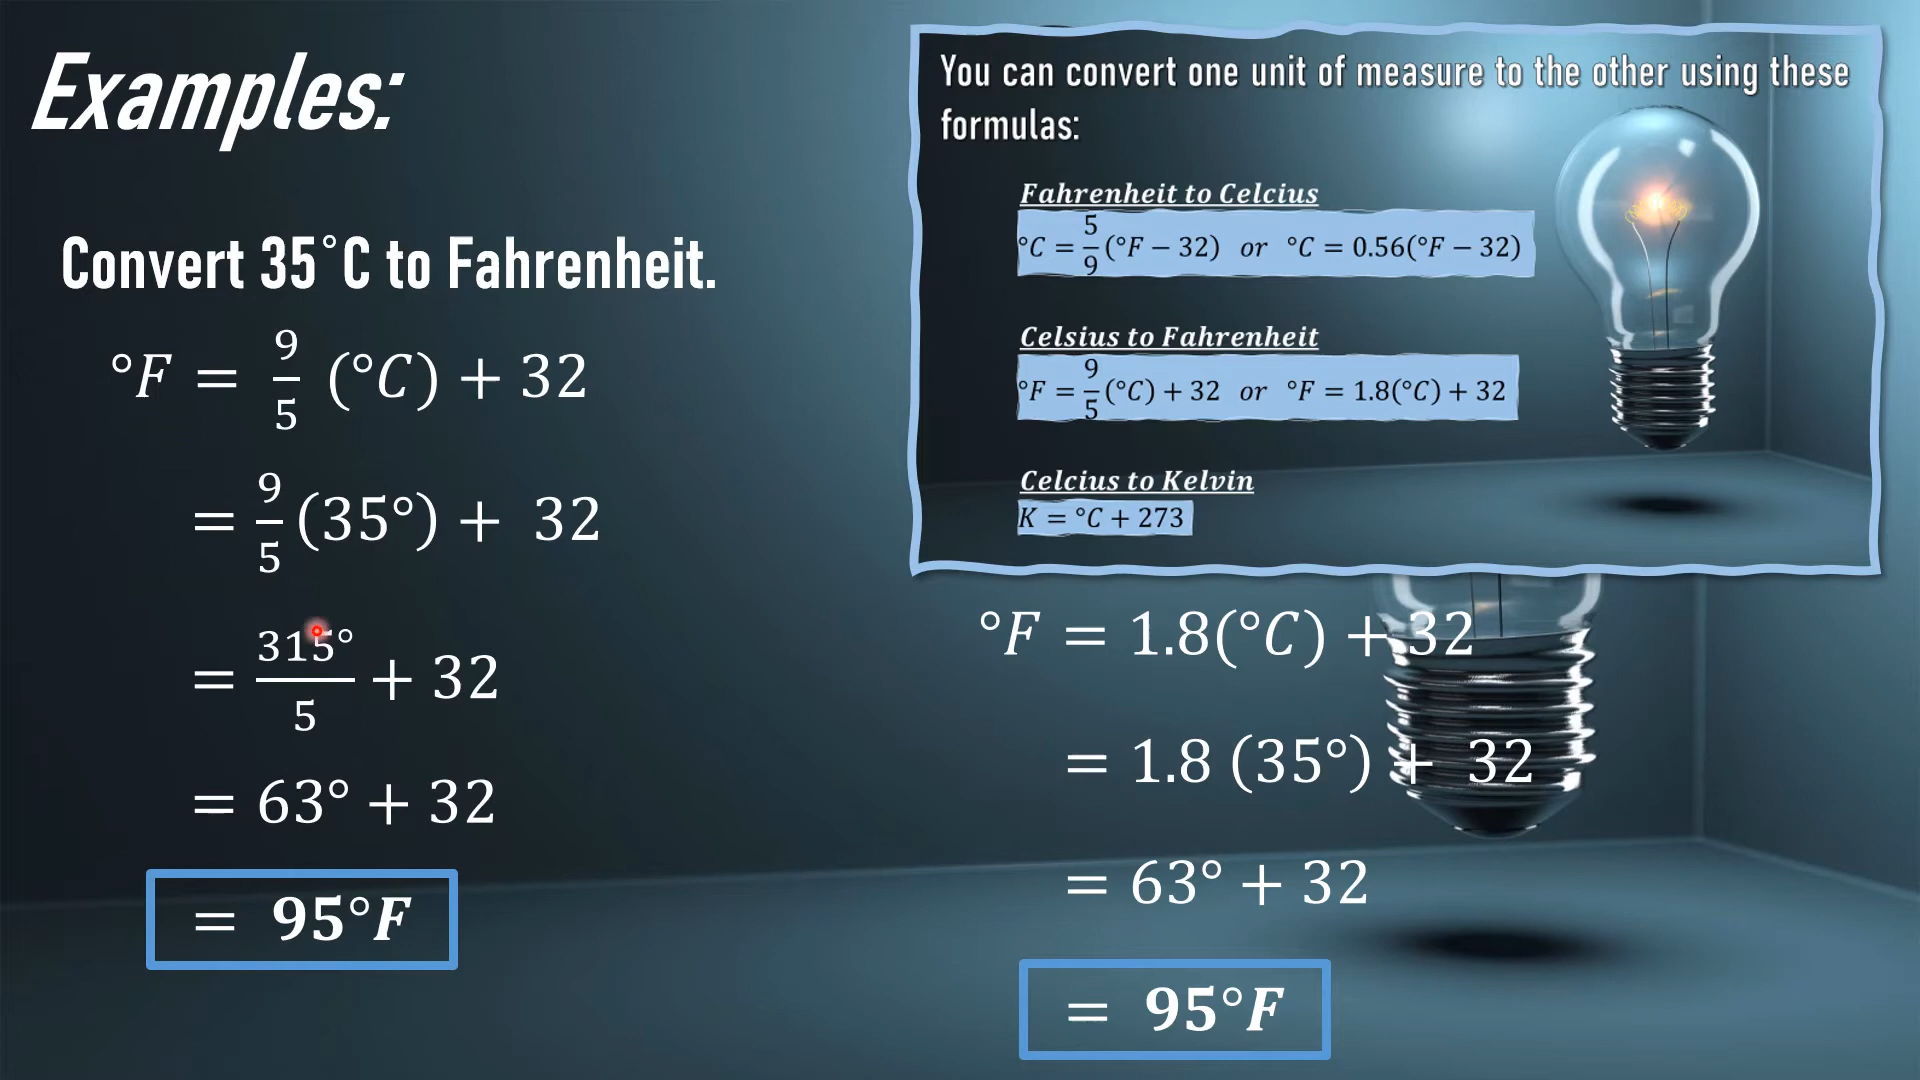 Examples:
Convert 35°C to Fahrenheit.
°F = 9/5 (°C) + 32
= 9/5 (35°) + 32
= 315°/5 + 32
= 63° + 32
= 95°F
You can convert one unit of measure to the other using these
formulas:
Fahrenheit to Celcius
°C = 5/9 (°F − 32) or °C = 0.56(°F − 32)
Celsius to Fahrenheit
°F = 9/5 (°C) + 32 or °F = 1.8(°C) + 32
Celcius to Kelvin
K = °C + 273
°F = 1.8(°C) + 32
= 1.8 (35°) + 32
= 63° + 32
= 95°F